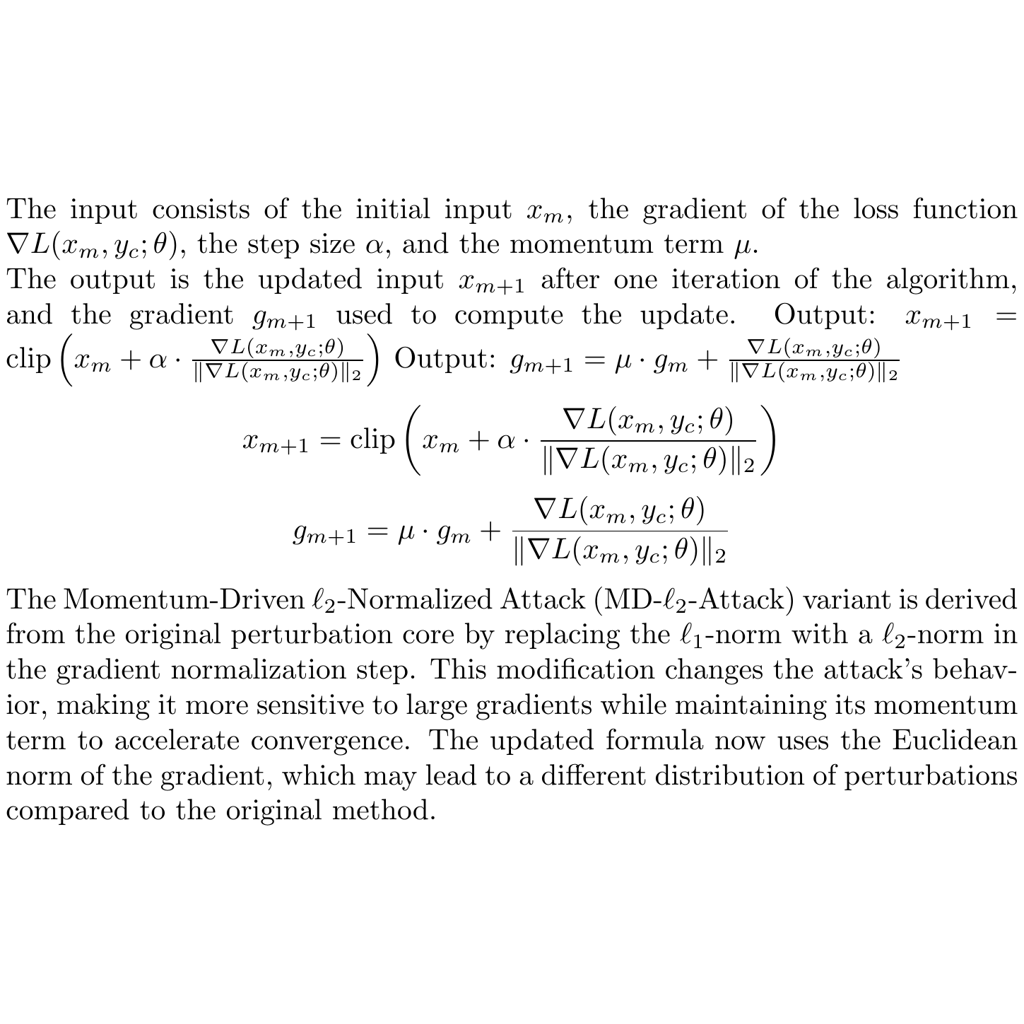 The input consists of the initial input $x_m$, the gradient of the loss function
$\nabla L(x_m, y_c; \theta)$, the step size $\alpha$, and the momentum term $\mu$.
The output is the updated input $x_{m+1}$ after one iteration of the algorithm,
and the gradient $g_{m+1}$ used to compute the update. Output: $x_{m+1} =$
$\text{clip}\left(x_m + \alpha \cdot \frac{\nabla L(x_m, y_c; \theta)}{\|\nabla L(x_m, y_c; \theta)\|_2}\right)$ Output: $g_{m+1} = \mu \cdot g_m + \frac{\nabla L(x_m, y_c; \theta)}{\|\nabla L(x_m, y_c; \theta)\|_2}$
$x_{m+1} = \text{clip}\left(x_m + \alpha \cdot \frac{\nabla L(x_m, y_c; \theta)}{\|\nabla L(x_m, y_c; \theta)\|_2}\right)$
$g_{m+1} = \mu \cdot g_m + \frac{\nabla L(x_m, y_c; \theta)}{\|\nabla L(x_m, y_c; \theta)\|_2}$
The Momentum-Driven $\ell_2$-Normalized Attack (MD-$\ell_2$-Attack) variant is derived
from the original perturbation core by replacing the $\ell_1$-norm with a $\ell_2$-norm in
the gradient normalization step. This modification changes the attack's behav-
ior, making it more sensitive to large gradients while maintaining its momentum
term to accelerate convergence. The updated formula now uses the Euclidean
norm of the gradient, which may lead to a different distribution of perturbations
compared to the original method.